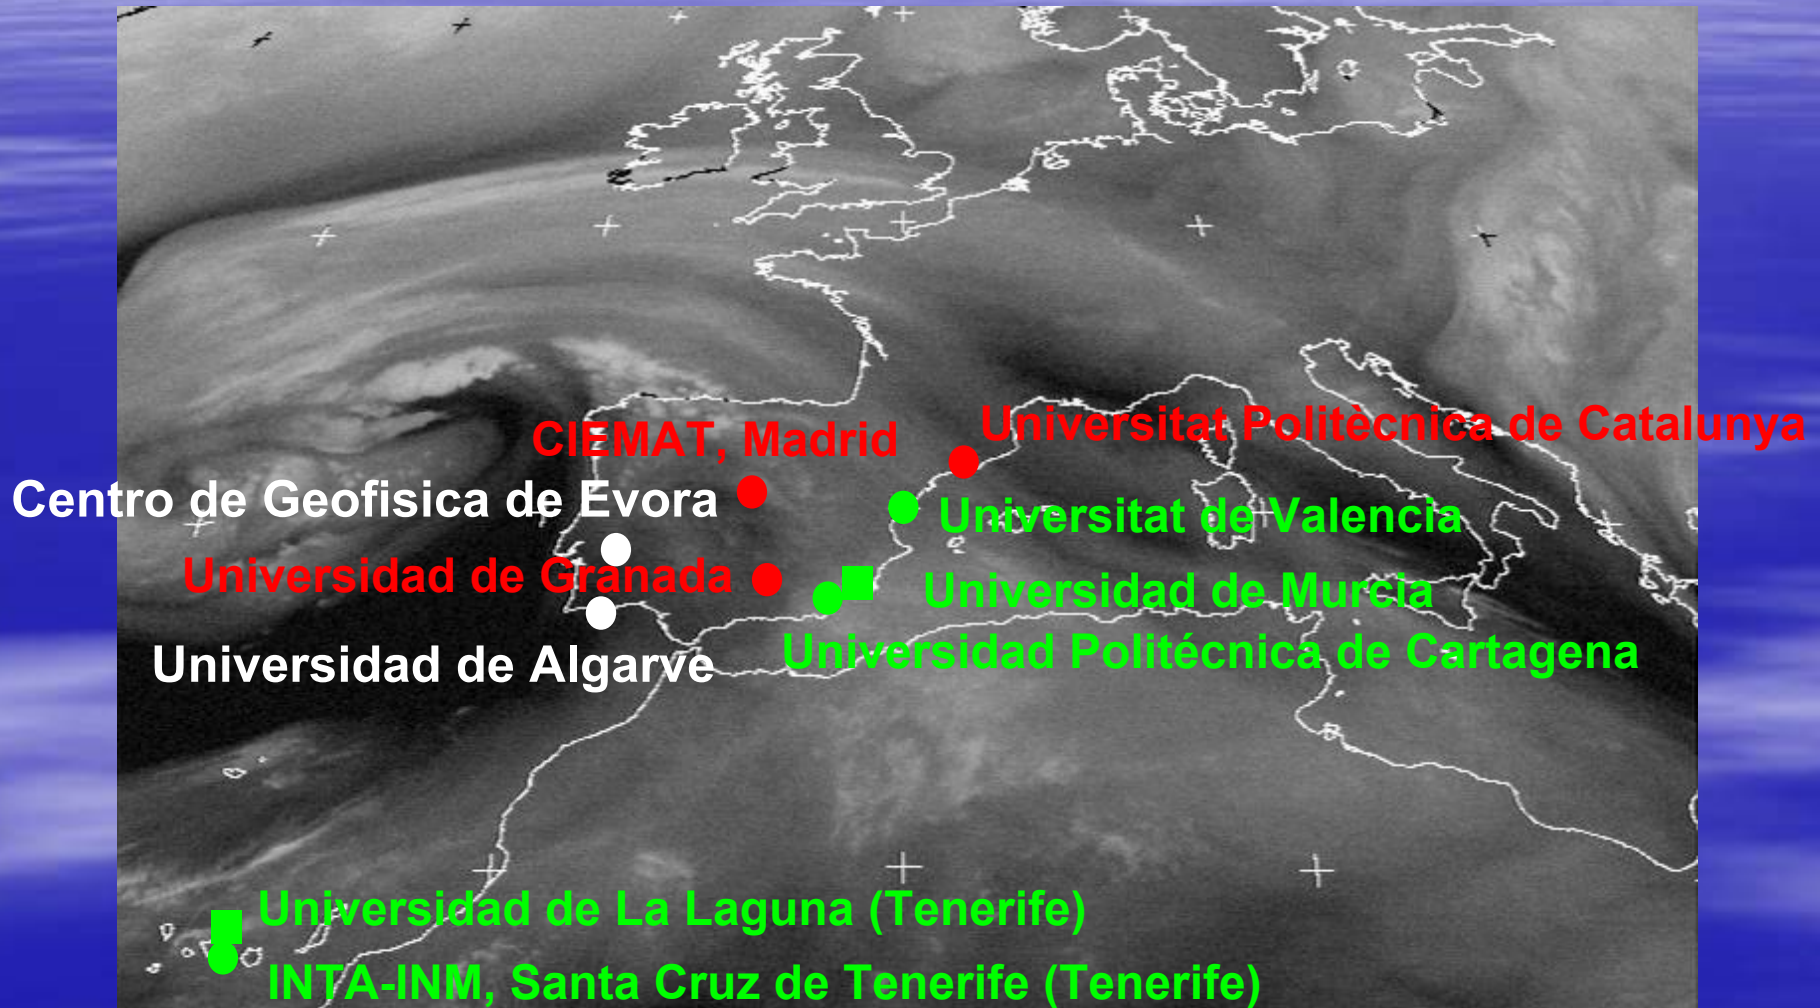 Universitat Politècnica de Catalunya
CIEMAT, Madrid
Centro de Geofisica de Evora
Universitat de Valencia
Universidad de Granada
Universidad de Murcia
Universidad Politécnica de Cartagena
Universidad de Algarve
Universidad de La Laguna (Tenerife)
INTA-INM, Santa Cruz de Tenerife (Tenerife)